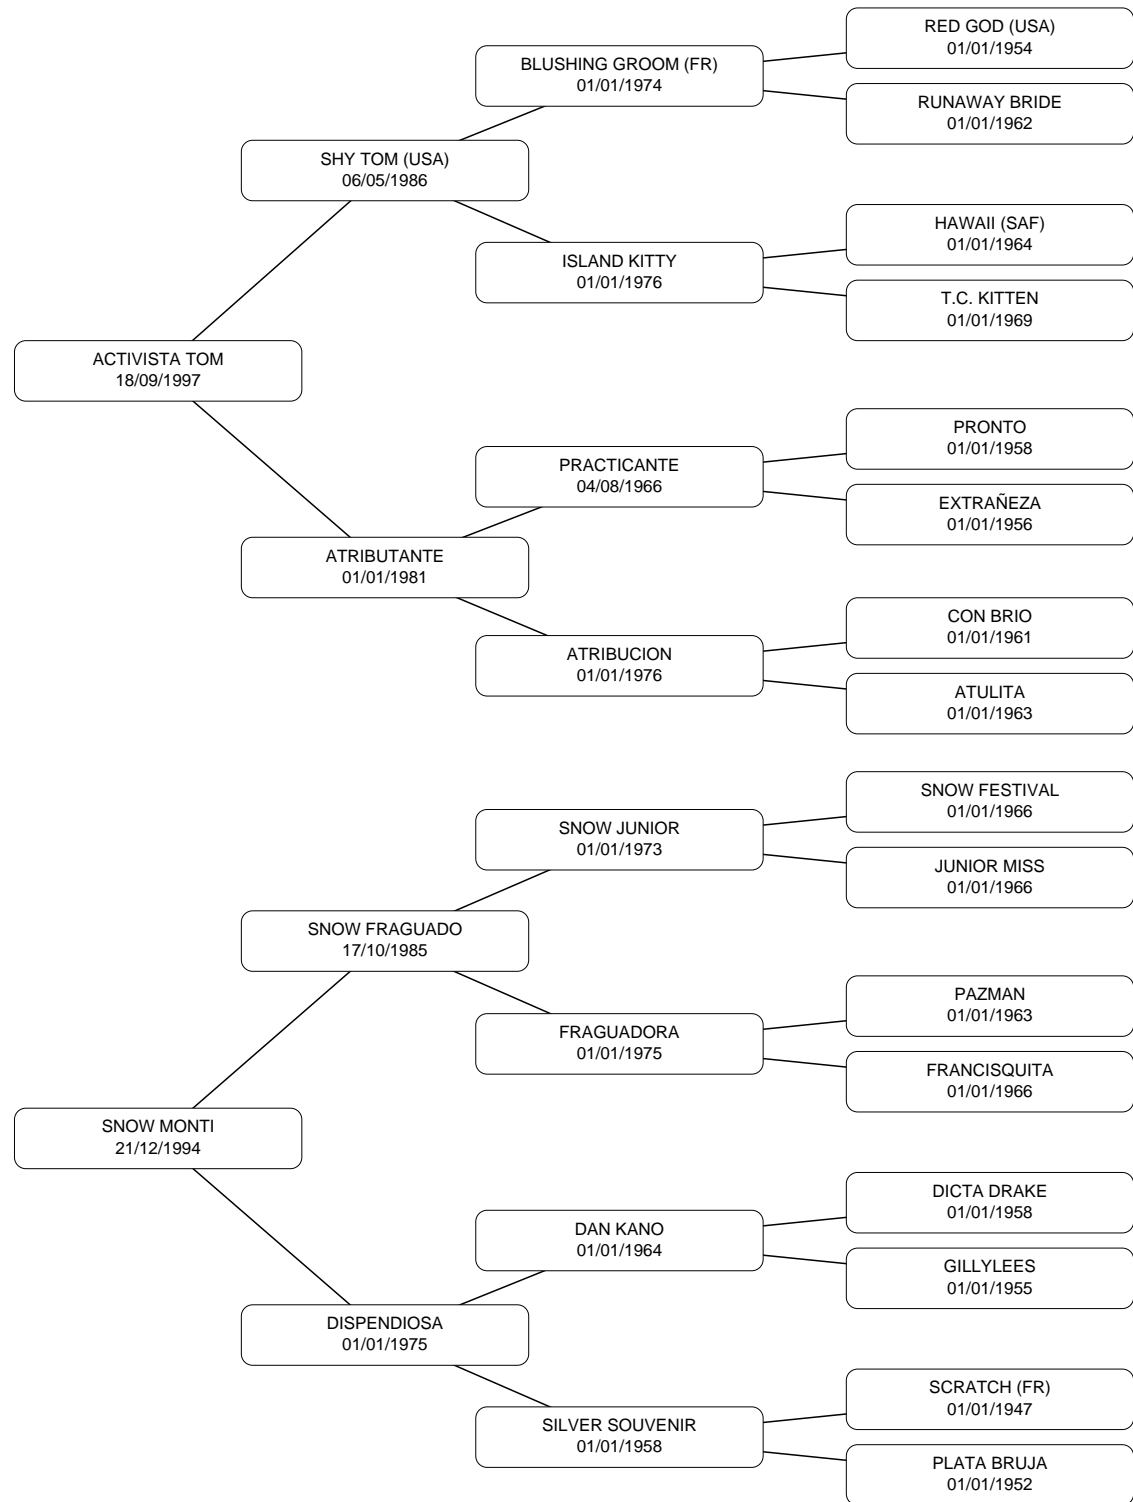 RED GOD (USA)
01/01/1954
BLUSHING GROOM (FR)
01/01/1974
RUNAWAY BRIDE
01/01/1962
SHY TOM (USA)
06/05/1986
HAWAII (SAF)
01/01/1964
ISLAND KITTY
01/01/1976
T.C. KITTEN
01/01/1969
ACTIVISTA TOM
18/09/1997
PRONTO
01/01/1958
PRACTICANTE
04/08/1966
EXTRAÑEZA
01/01/1956
ATRIBUTANTE
01/01/1981
CON BRIO
01/01/1961
ATRIBUCION
01/01/1976
ATULITA
01/01/1963
SNOW FESTIVAL
01/01/1966
SNOW JUNIOR
01/01/1973
JUNIOR MISS
01/01/1966
SNOW FRAGUADO
17/10/1985
PAZMAN
01/01/1963
FRAGUADORA
01/01/1975
FRANCISQUITA
01/01/1966
SNOW MONTI
21/12/1994
DICTA DRAKE
01/01/1958
DAN KANO
01/01/1964
GILLYLEES
01/01/1955
DISPENDIOSA
01/01/1975
SCRATCH (FR)
01/01/1947
SILVER SOUVENIR
01/01/1958
PLATA BRUJA
01/01/1952